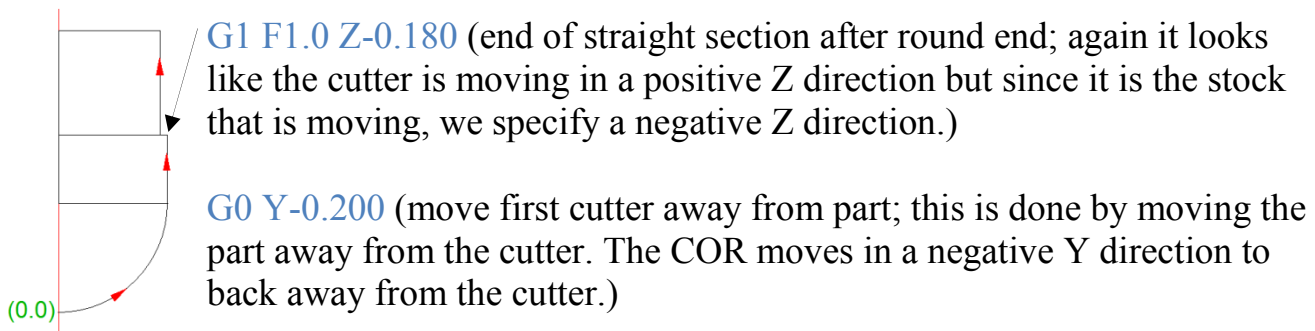 G1 F1.0 Z-0.180 (end of straight section after round end; again it looks
like the cutter is moving in a positive Z direction but since it is the stock
that is moving, we specify a negative Z direction.)
G0 Y-0.200 (move first cutter away from part; this is done by moving the
part away from the cutter. The COR moves in a negative Y direction to
back away from the cutter.)
(0.0)